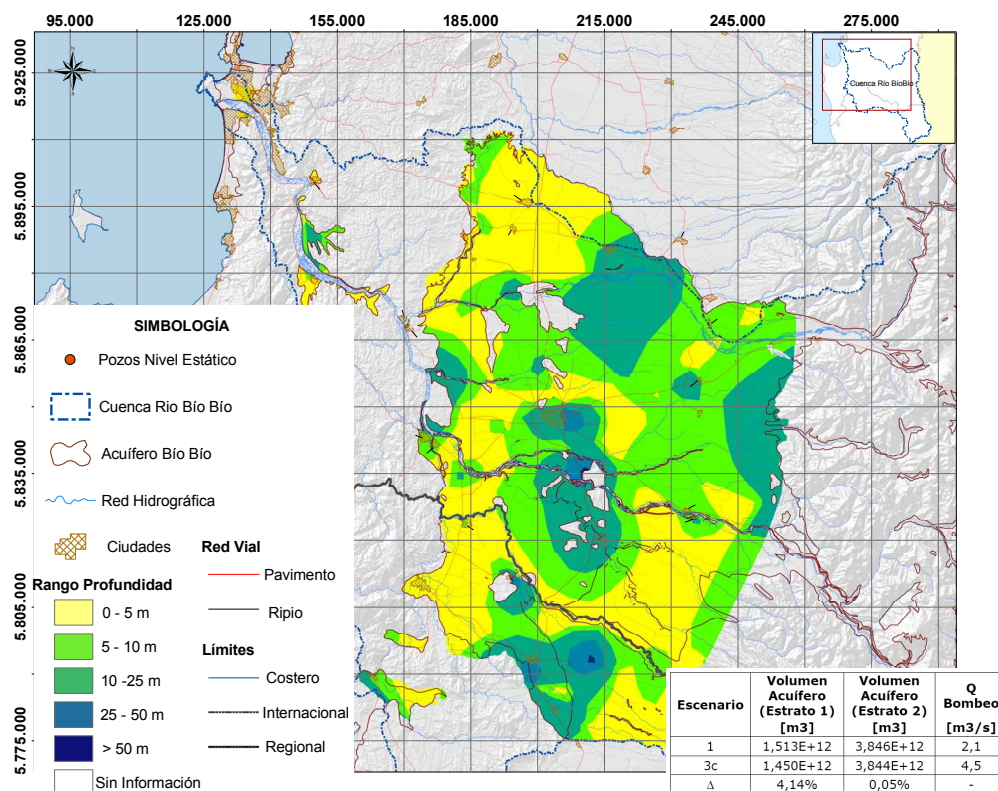 95.000 125.000 155.000 185.000 215.000 245.000 275.000
5.925.000
5.895.000
5.865.000
5.835.000
5.805.000
5.775.000
N
Cuenca Río BíoBío
SIMBOLOGÍA
Pozos Nivel Estático
Cuenca Rio Bío Bío
Acuífero Bío Bío
Red Hidrográfica
Ciudades
Rango Profundidad
0 - 5 m
5 - 10 m
10 -25 m
25 - 50 m
> 50 m
Sin Información
Red Vial
Pavimento
Ripio
Límites
Costero
Internacional
Regional
Escenario Volumen Acuífero (Estrato 1) [m3] Volumen Acuífero (Estrato 2) [m3] Q Bombeo [m3/s]
1 1,513E+12 3,846E+12 2,1
3c 1,450E+12 3,844E+12 4,5
Δ 4,14% 0,05% -